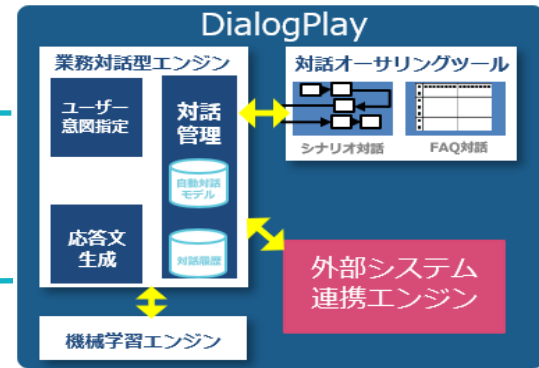 DialogPlay
業務対話型エンジン
ユーザー
意図指定
対話
管理
自動対話
モデル
対話履歴
応答文
生成
機械学習エンジン
対話オーサリングツール
シナリオ対話
FAQ対話
外部システム
連携エンジン